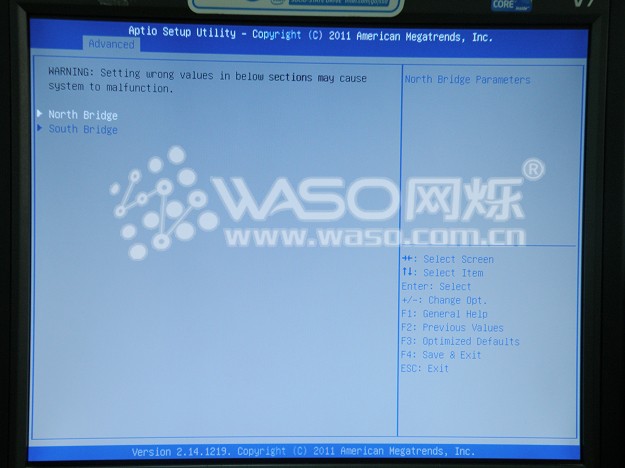 CORE
V7
Aptio Setup Utility - Copyright (C) 2011 American Megatrends, Inc.
Advanced
WARNING: Setting wrong values in below sections may cause
system to malfunction.
North Bridge
South Bridge
North Bridge Parameters
WASO网烁®
www.waso.com.cn
→←: Select Screen
↑↓: Select Item
Enter: Select
+/-: Change Opt.
F1: General Help
F2: Previous Values
F3: Optimized Defaults
F4: Save & Exit
ESC: Exit
Version 2.14.1219. Copyright (C) 2011 American Megatrends, Inc.